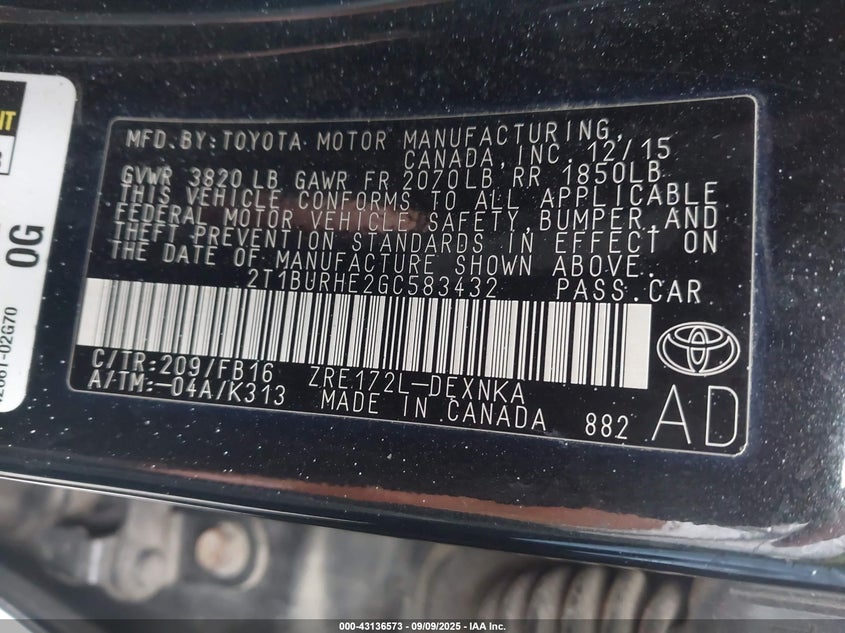 MFD.BY:TOYOTA MOTOR MANUFACTURING,
CANADA, INC. 12/15
GVWR 3820 LB GAWR FR 2070LB RR 1850LB
THIS VEHICLE CONFORMS TO ALL APPLICABLE
FEDERAL MOTOR VEHICLE SAFETY, BUMPER, AND
THEFT PREVENTION STANDARDS IN EFFECT ON
THE DATE OF MANUFACTURE SHOWN ABOVE.
2T1BURHE2GC583432 PASS.CAR
C/TR:209/FB16 ZRE172L-DEXNKA
A/TM:-04A/K313 MADE IN CANADA 882
AD
0G
000-43136573 | 09/09/2025 | IAA Inc.